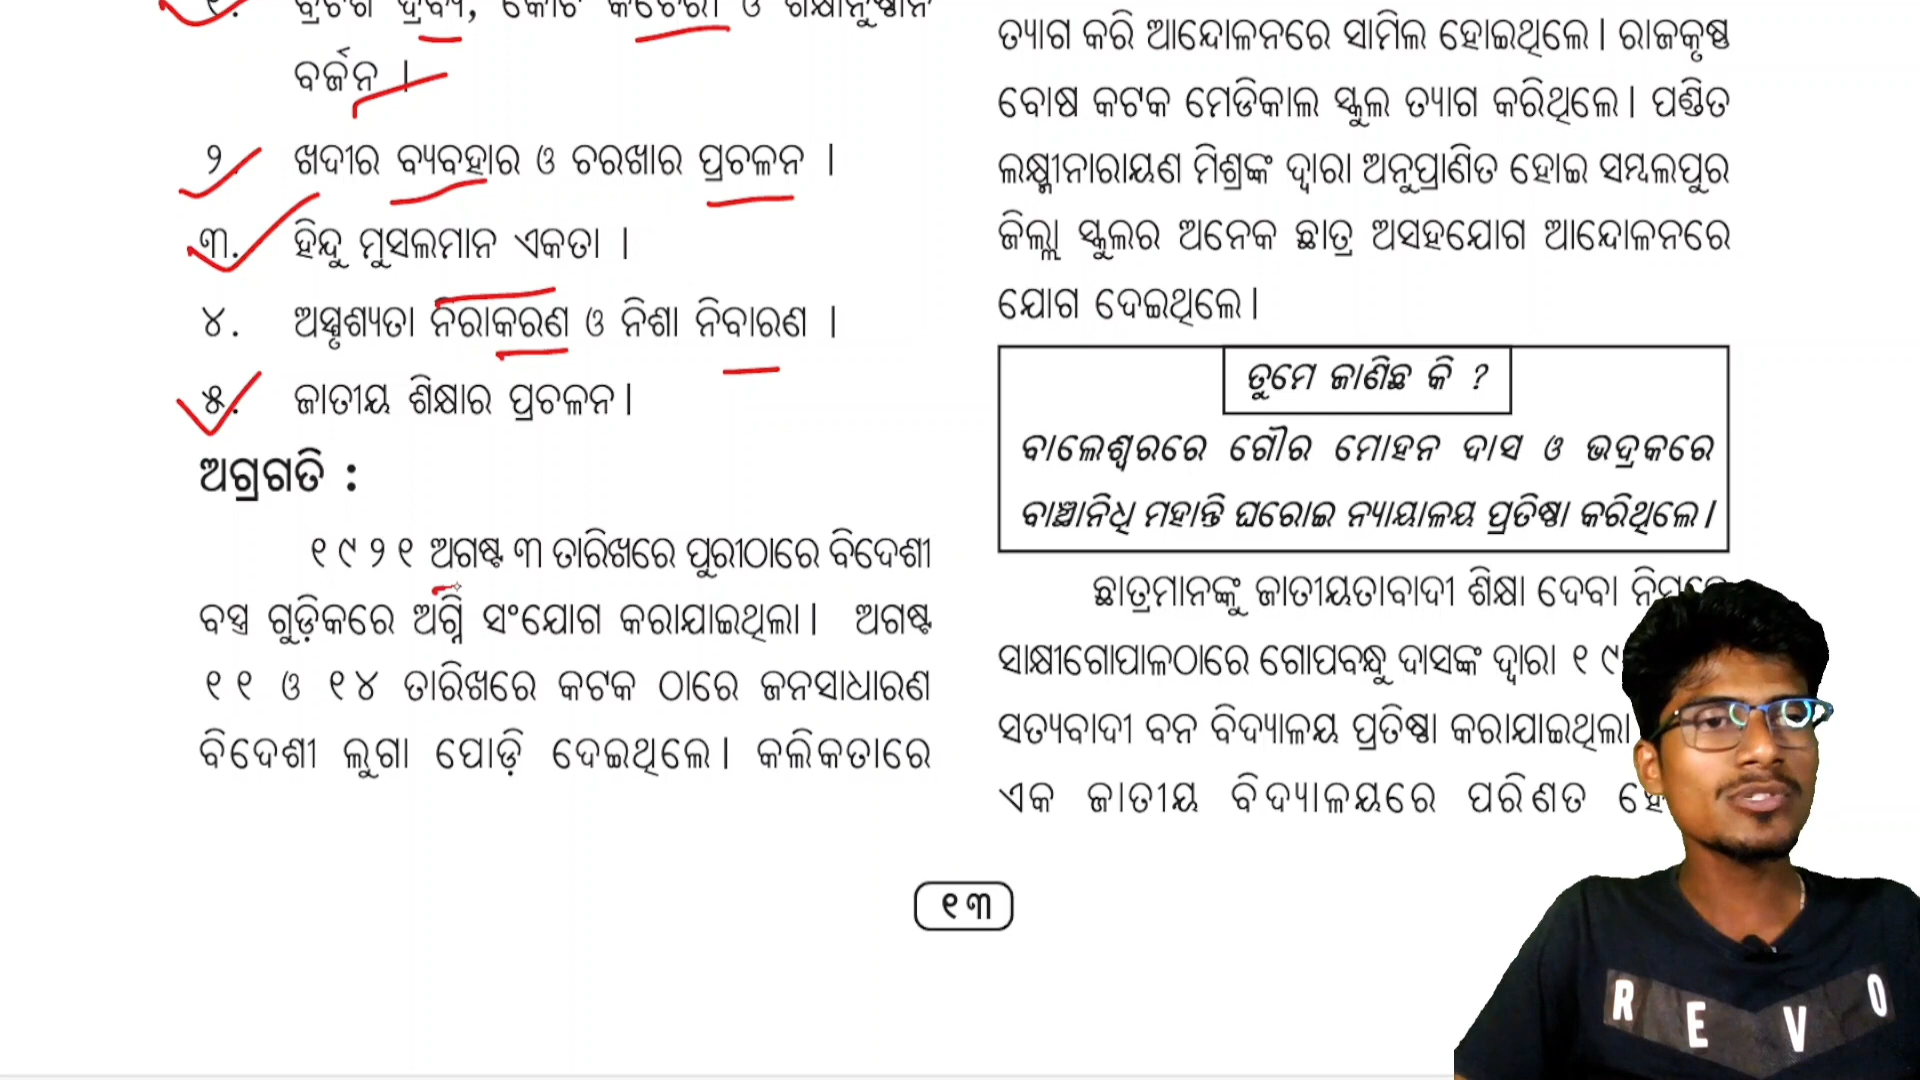 ବର୍ଜନ ।
୨. ଖଦୀର ବ୍ୟବହାର ଓ ଚରଖାର ପ୍ରଚଳନ ।
୩. ହିନ୍ଦୁ ମୁସଲମାନ ଏକତା ।
୪. ଅସ୍ପୃଶ୍ୟତା ନିରାକରଣ ଓ ନିଶା ନିବାରଣ ।
୫. ଜାତୀୟ ଶିକ୍ଷାର ପ୍ରଚଳନ।
ଅଗ୍ରଗତି :
୧୯୨୧ ଅଗଷ୍ଟ ୩ ତାରିଖରେ ପୁରୀଠାରେ ବିଦେଶୀ
ବସ୍ତ୍ର ଗୁଡ଼ିକରେ ଅଗ୍ନି ସଂଯୋଗ କରାଯାଇଥିଲା। ଅଗଷ୍ଟ
୧୧ ଓ ୧୪ ତାରିଖରେ କଟକ ଠାରେ ଜନସାଧାରଣ
ବିଦେଶୀ ଲୁଗା ପୋଡ଼ି ଦେଇଥିଲେ। କଲିକତାରେ
ତ୍ୟାଗ କରି ଆନ୍ଦୋଳନରେ ସାମିଲ ହୋଇଥିଲେ। ରାଜକୃଷ୍ଣ
ବୋଷ କଟକ ମେଡିକାଲ ସ୍କୁଲ ତ୍ୟାଗ କରିଥିଲେ। ପଣ୍ଡିତ
ଲକ୍ଷ୍ମୀନାରାୟଣ ମିଶ୍ରଙ୍କ ଦ୍ୱାରା ଅନୁପ୍ରାଣିତ ହୋଇ ସମ୍ବଲପୁର
ଜିଲ୍ଲା ସ୍କୁଲର ଅନେକ ଛାତ୍ର ଅସହଯୋଗ ଆନ୍ଦୋଳନରେ
ଯୋଗ ଦେଇଥିଲେ।
ତୁମେ ଜାଣିଛ କି ?
ବାଲେଶ୍ୱରରେ ଗୌର ମୋହନ ଦାସ ଓ ଭଦ୍ରକରେ
ବାଞ୍ଛାନିଧି ମହାନ୍ତି ଘରୋଇ ନ୍ୟାୟାଳୟ ପ୍ରତିଷ୍ଠା କରିଥିଲେ।
ଛାତ୍ରମାନଙ୍କୁ ଜାତୀୟତାବାଦୀ ଶିକ୍ଷା ଦେବା
ସାକ୍ଷୀଗୋପାଳଠାରେ ଗୋପବନ୍ଧୁ ଦାସଙ୍କ ଦ୍ୱାରା ୧୯
ସତ୍ୟବାଦୀ ବନ ବିଦ୍ୟାଳୟ ପ୍ରତିଷ୍ଠା କରାଯାଇଥିଲା
ଏକ ଜାତୀୟ ବିଦ୍ୟାଳୟରେ ପରିଣତ
୧୩
REVO